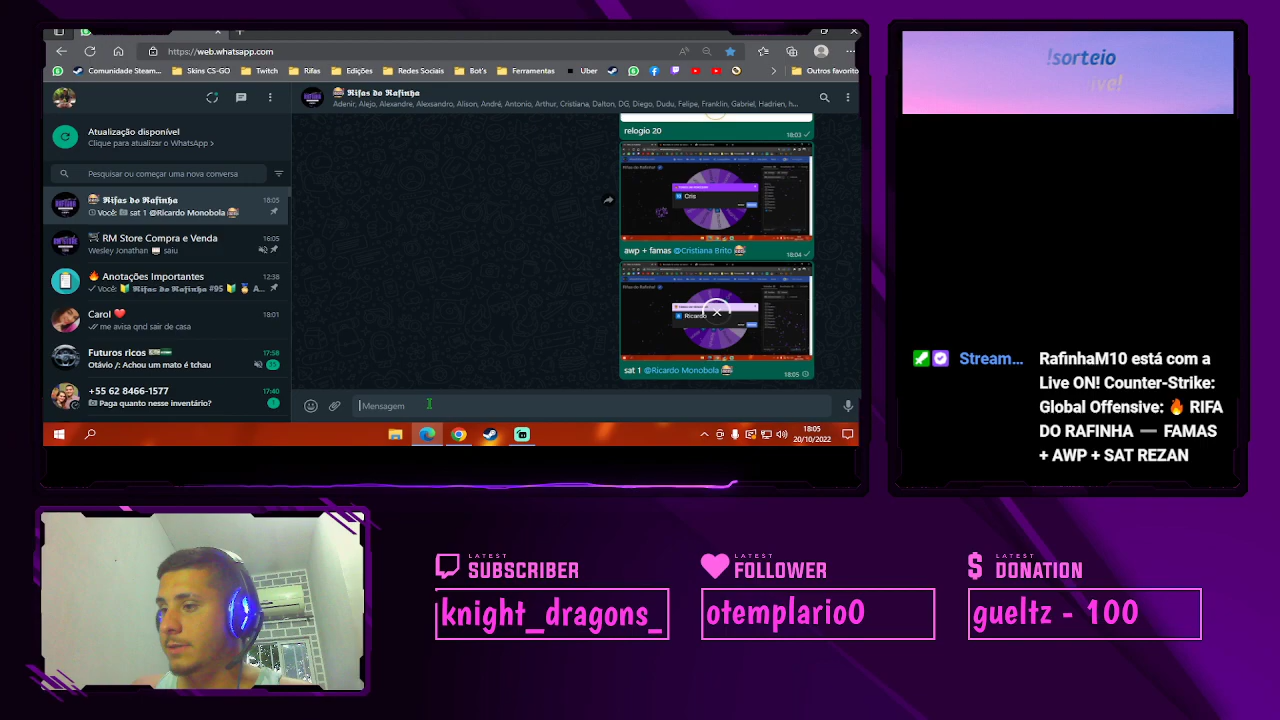 https://web.whatsapp.com
Comunidade Steam...
Skins CS-GO
Twitch
Rifas
Edições
Redes Sociais
Bot's
Ferramentas
Uber
Outros favorito
𝕽𝖎𝖋𝖆𝖘 𝖉𝖔 𝕽𝖆𝖋𝖎𝖓𝖍𝖆
Adenir, Alejo, Alexandre, Alexsandro, Alison, André, Antonio, Arthur, Cristiana, Dalton, DG, Diego, Dudu, Felipe, Franklin, Gabriel, Hadrien, h...
Atualização disponível
Clique para atualizar o WhatsApp >
ou começar uma nova conversa
𝕽𝖎𝖋𝖆𝖘 𝖉𝖔 𝕽𝖆𝖋𝖎𝖓𝖍𝖆
18:05
Você: sat 1 @Ricardo Monobola
RM Store Compra e Venda
16:05
Wesley Jonathan saiu
Anotações Importantes
12:38
Você: 𝕽𝖎𝖋𝖆𝖘 𝖉𝖔 𝕽𝖆𝖋𝖎𝖓𝖍𝖆 #95 A...
Carol
18:01
me avisa qnd sair de casa
Futuros ricos
17:58
Otávio /: Achou um mato é tchau
15
+55 62 8466-1577
17:40
Paga quanto nesse inventário?
1
relogio 20
18:03
Cris
awp + famas @Cristiana Brito
18:04
Ricardo
sat 1 @Ricardo Monobola
18:05
Mensagem
18:05
20/10/2022
!sorteio
ive!
Stream...
RafinhaM10 está com a
Live ON! Counter-Strike:
Global Offensive: 🔥 RIFA
DO RAFINHA — FAMAS
+ AWP + SAT REZAN
LATEST
SUBSCRIBER
knight_dragons_
LATEST
FOLLOWER
otemplario0
LATEST
DONATION
gueltz - 100